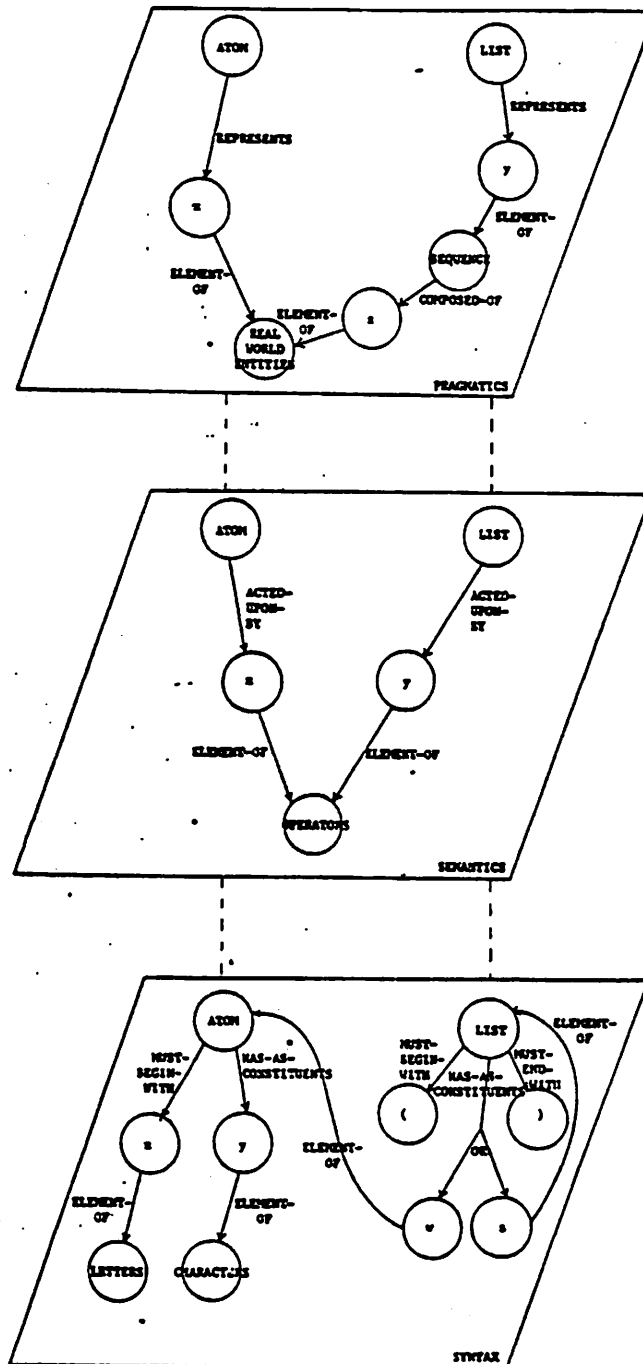 ATOM
LIST
REPRESENTS
REPRESENTS
y
x
ELEMENT-
OF
SEQUENCE
ELEMENT-
OF
COMPOSED-OF
z
ELEMENT-
OF
REAL
WORLD
ENTITIES
PRAGMATICS
ATOM
LIST
ACTED-
UPON-
BY
ACTED-
UPON-
BY
x
y
ELEMENT-OF
ELEMENT-OF
OPERATORS
SEMANTICS
ATOM
LIST
ELEMENT-
OF
MUST-
BEGIN-
WITH
HAS-AS-
CONSTITUENTS
MUST-
BEGIN-
WITH
HAS-AS-
CONSTITUENTS
MUST-
END-
WITH
(
)
x
y
ELEMENT-
OF
OR
ELEMENT-
OF
ELEMENT-
OF
w
z
LETTERS
CHARACTERS
SYNTAX